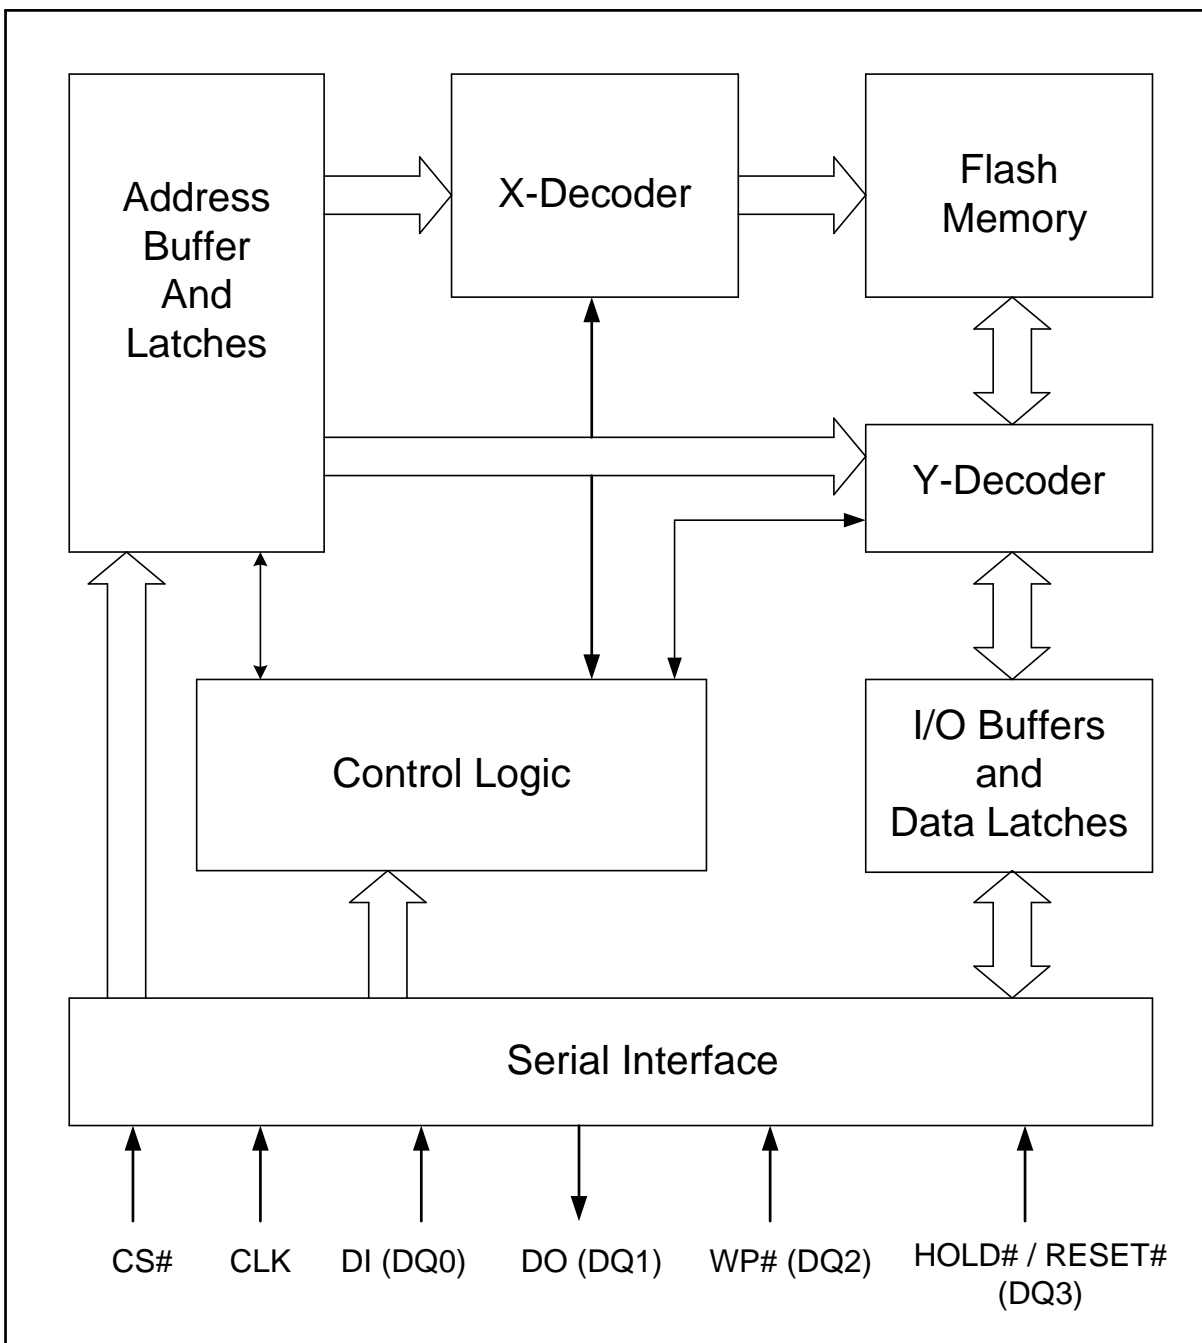 Address
Buffer
And
Latches
X-Decoder
Flash
Memory
Y-Decoder
Control Logic
I/O Buffers
and
Data Latches
Serial Interface
CS#
CLK
DI (DQ0)
DO (DQ1)
WP# (DQ2)
HOLD# / RESET#
(DQ3)